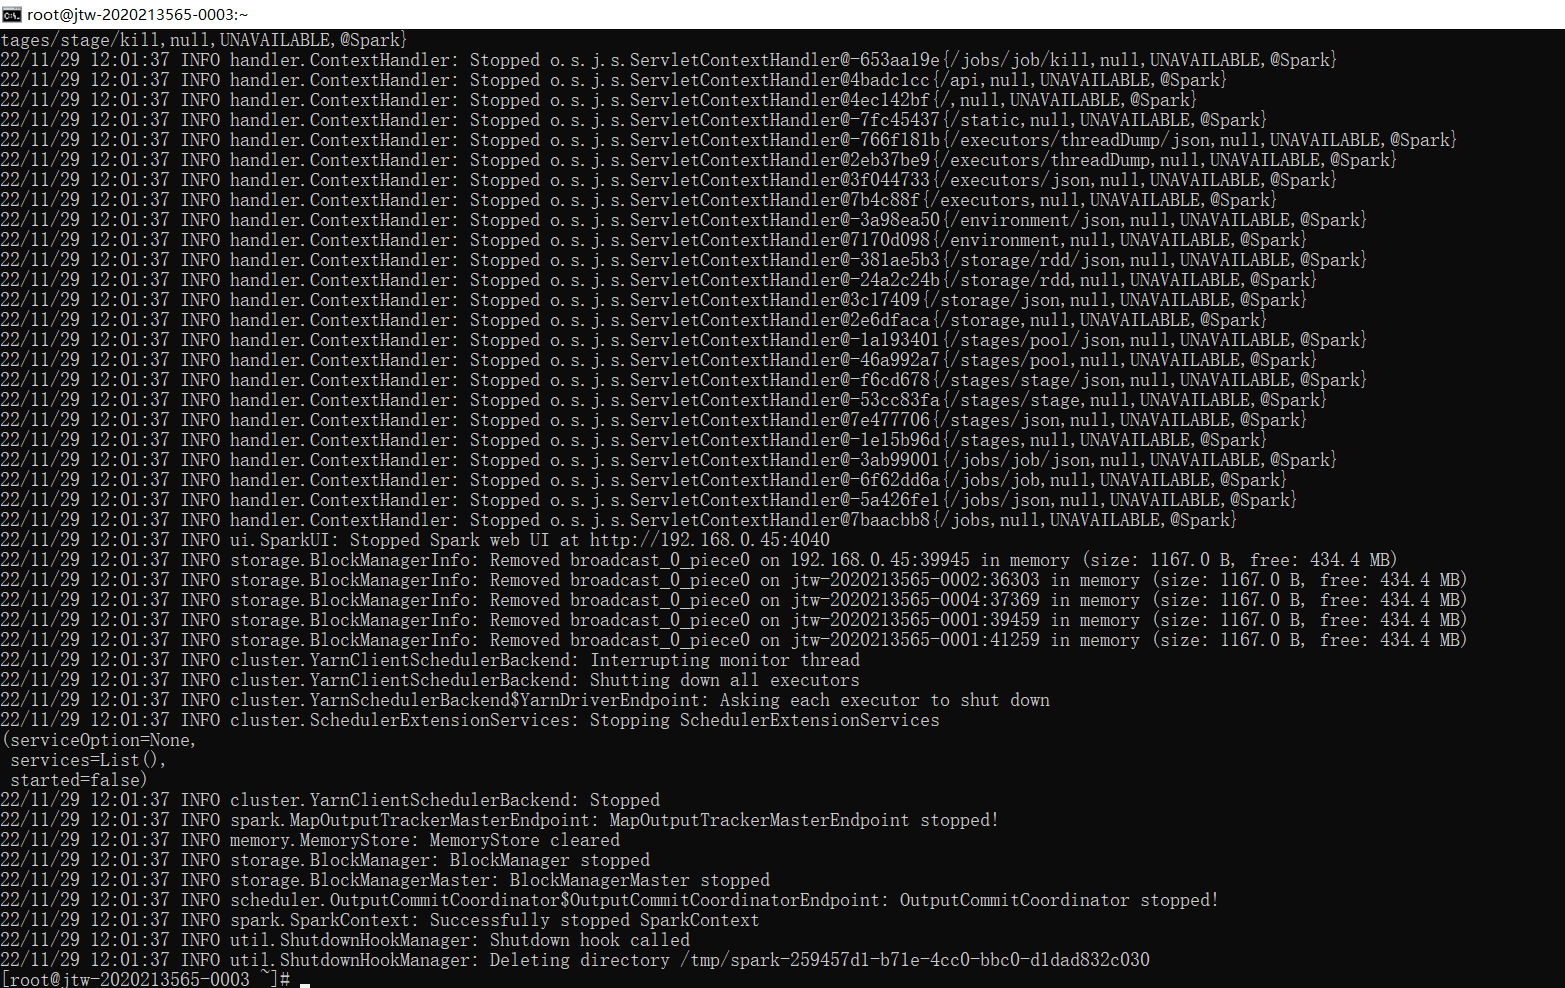 root@jtw-2020213565-0003:~
tages/stage/kill,null,UNAVAILABLE,@Spark}
22/11/29 12:01:37 INFO handler.ContextHandler: Stopped o.s.j.s.ServletContextHandler@-653aa19e{/jobs/job/kill,null,UNAVAILABLE,@Spark}
22/11/29 12:01:37 INFO handler.ContextHandler: Stopped o.s.j.s.ServletContextHandler@4badc1cc{/api,null,UNAVAILABLE,@Spark}
22/11/29 12:01:37 INFO handler.ContextHandler: Stopped o.s.j.s.ServletContextHandler@4ec142bf{/,null,UNAVAILABLE,@Spark}
22/11/29 12:01:37 INFO handler.ContextHandler: Stopped o.s.j.s.ServletContextHandler@-7fc45437{/static,null,UNAVAILABLE,@Spark}
22/11/29 12:01:37 INFO handler.ContextHandler: Stopped o.s.j.s.ServletContextHandler@-766f181b{/executors/threadDump/json,null,UNAVAILABLE,@Spark}
22/11/29 12:01:37 INFO handler.ContextHandler: Stopped o.s.j.s.ServletContextHandler@2eb37be9{/executors/threadDump,null,UNAVAILABLE,@Spark}
22/11/29 12:01:37 INFO handler.ContextHandler: Stopped o.s.j.s.ServletContextHandler@3f044733{/executors/json,null,UNAVAILABLE,@Spark}
22/11/29 12:01:37 INFO handler.ContextHandler: Stopped o.s.j.s.ServletContextHandler@7b4c88f{/executors,null,UNAVAILABLE,@Spark}
22/11/29 12:01:37 INFO handler.ContextHandler: Stopped o.s.j.s.ServletContextHandler@-3a98ea50{/environment/json,null,UNAVAILABLE,@Spark}
22/11/29 12:01:37 INFO handler.ContextHandler: Stopped o.s.j.s.ServletContextHandler@7170d098{/environment,null,UNAVAILABLE,@Spark}
22/11/29 12:01:37 INFO handler.ContextHandler: Stopped o.s.j.s.ServletContextHandler@-381ae5b3{/storage/rdd/json,null,UNAVAILABLE,@Spark}
22/11/29 12:01:37 INFO handler.ContextHandler: Stopped o.s.j.s.ServletContextHandler@-24a2c24b{/storage/rdd,null,UNAVAILABLE,@Spark}
22/11/29 12:01:37 INFO handler.ContextHandler: Stopped o.s.j.s.ServletContextHandler@3c17409{/storage/json,null,UNAVAILABLE,@Spark}
22/11/29 12:01:37 INFO handler.ContextHandler: Stopped o.s.j.s.ServletContextHandler@2e6dfaca{/storage,null,UNAVAILABLE,@Spark}
22/11/29 12:01:37 INFO handler.ContextHandler: Stopped o.s.j.s.ServletContextHandler@-1a193401{/stages/pool/json,null,UNAVAILABLE,@Spark}
22/11/29 12:01:37 INFO handler.ContextHandler: Stopped o.s.j.s.ServletContextHandler@-46a992a7{/stages/pool,null,UNAVAILABLE,@Spark}
22/11/29 12:01:37 INFO handler.ContextHandler: Stopped o.s.j.s.ServletContextHandler@-f6cd678{/stages/stage/json,null,UNAVAILABLE,@Spark}
22/11/29 12:01:37 INFO handler.ContextHandler: Stopped o.s.j.s.ServletContextHandler@-53cc83fa{/stages/stage,null,UNAVAILABLE,@Spark}
22/11/29 12:01:37 INFO handler.ContextHandler: Stopped o.s.j.s.ServletContextHandler@7e477706{/stages/json,null,UNAVAILABLE,@Spark}
22/11/29 12:01:37 INFO handler.ContextHandler: Stopped o.s.j.s.ServletContextHandler@-1e15b96d{/stages,null,UNAVAILABLE,@Spark}
22/11/29 12:01:37 INFO handler.ContextHandler: Stopped o.s.j.s.ServletContextHandler@-3ab99001{/jobs/job/json,null,UNAVAILABLE,@Spark}
22/11/29 12:01:37 INFO handler.ContextHandler: Stopped o.s.j.s.ServletContextHandler@-6f62dd6a{/jobs/job,null,UNAVAILABLE,@Spark}
22/11/29 12:01:37 INFO handler.ContextHandler: Stopped o.s.j.s.ServletContextHandler@-5a426fe1{/jobs/json,null,UNAVAILABLE,@Spark}
22/11/29 12:01:37 INFO handler.ContextHandler: Stopped o.s.j.s.ServletContextHandler@7baacbb8{/jobs,null,UNAVAILABLE,@Spark}
22/11/29 12:01:37 INFO ui.SparkUI: Stopped Spark web UI at http://192.168.0.45:4040
22/11/29 12:01:37 INFO storage.BlockManagerInfo: Removed broadcast_0_piece0 on 192.168.0.45:39945 in memory (size: 1167.0 B, free: 434.4 MB)
22/11/29 12:01:37 INFO storage.BlockManagerInfo: Removed broadcast_0_piece0 on jtw-2020213565-0002:36303 in memory (size: 1167.0 B, free: 434.4 MB)
22/11/29 12:01:37 INFO storage.BlockManagerInfo: Removed broadcast_0_piece0 on jtw-2020213565-0004:37369 in memory (size: 1167.0 B, free: 434.4 MB)
22/11/29 12:01:37 INFO storage.BlockManagerInfo: Removed broadcast_0_piece0 on jtw-2020213565-0001:39459 in memory (size: 1167.0 B, free: 434.4 MB)
22/11/29 12:01:37 INFO storage.BlockManagerInfo: Removed broadcast_0_piece0 on jtw-2020213565-0001:41259 in memory (size: 1167.0 B, free: 434.4 MB)
22/11/29 12:01:37 INFO cluster.YarnClientSchedulerBackend: Interrupting monitor thread
22/11/29 12:01:37 INFO cluster.YarnClientSchedulerBackend: Shutting down all executors
22/11/29 12:01:37 INFO cluster.YarnSchedulerBackend$YarnDriverEndpoint: Asking each executor to shut down
22/11/29 12:01:37 INFO cluster.SchedulerExtensionServices: Stopping SchedulerExtensionServices
(serviceOption=None,
 services=List(),
 started=false)
22/11/29 12:01:37 INFO cluster.YarnClientSchedulerBackend: Stopped
22/11/29 12:01:37 INFO spark.MapOutputTrackerMasterEndpoint: MapOutputTrackerMasterEndpoint stopped!
22/11/29 12:01:37 INFO memory.MemoryStore: MemoryStore cleared
22/11/29 12:01:37 INFO storage.BlockManager: BlockManager stopped
22/11/29 12:01:37 INFO storage.BlockManagerMaster: BlockManagerMaster stopped
22/11/29 12:01:37 INFO scheduler.OutputCommitCoordinator$OutputCommitCoordinatorEndpoint: OutputCommitCoordinator stopped!
22/11/29 12:01:37 INFO spark.SparkContext: Successfully stopped SparkContext
22/11/29 12:01:37 INFO util.ShutdownHookManager: Shutdown hook called
22/11/29 12:01:37 INFO util.ShutdownHookManager: Deleting directory /tmp/spark-259457d1-b71e-4cc0-bbc0-d1dad832c030
[root@jtw-2020213565-0003 ~]#